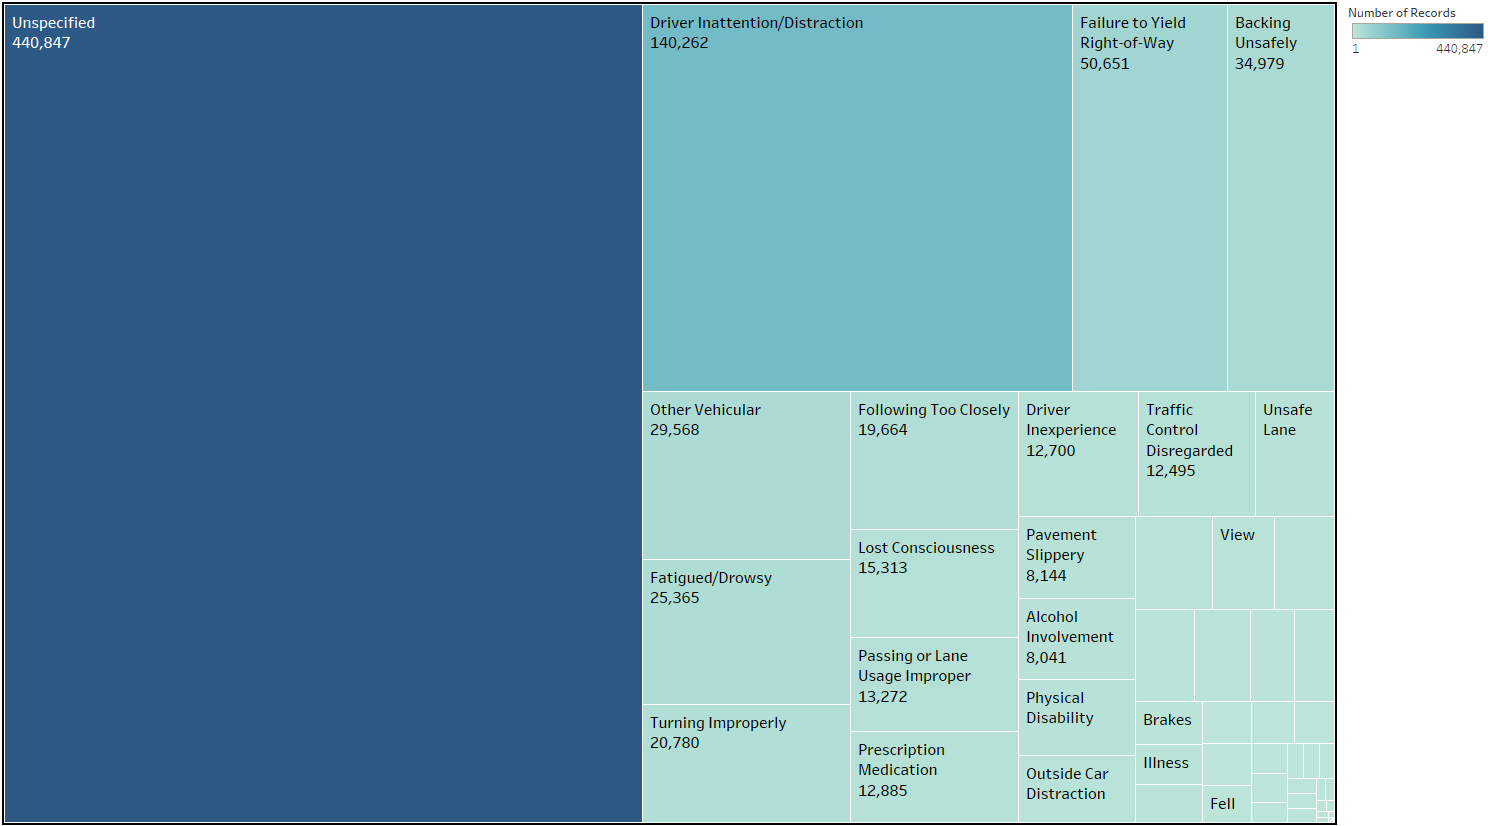 Unspecified
440,847
Driver Inattention/Distraction
140,262
Failure to Yield
Right-of-Way
50,651
Backing
Unsafely
34,979
Number of Records
1
440,847
Other Vehicular
29,568
Following Too Closely
19,664
Driver
Inexperience
12,700
Traffic
Control
Disregarded
12,495
Unsafe
Lane
Lost Consciousness
15,313
Pavement
Slippery
8,144
View
Fatigued/Drowsy
25,365
Alcohol
Involvement
8,041
Passing or Lane
Usage Improper
13,272
Physical
Disability
Turning Improperly
20,780
Brakes
Prescription
Medication
12,885
Illness
Outside Car
Distraction
Fell